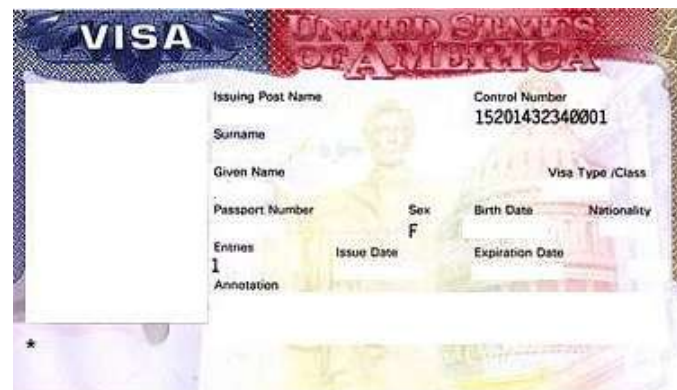 VISA UNITED STATES
OF AMERICA
Issuing Post Name Control Number
15201432340001
Surname
Given Name Visa Type /Class
Passport Number Sex Birth Date Nationality
F
Entries Issue Date Expiration Date
1
Annotation
*